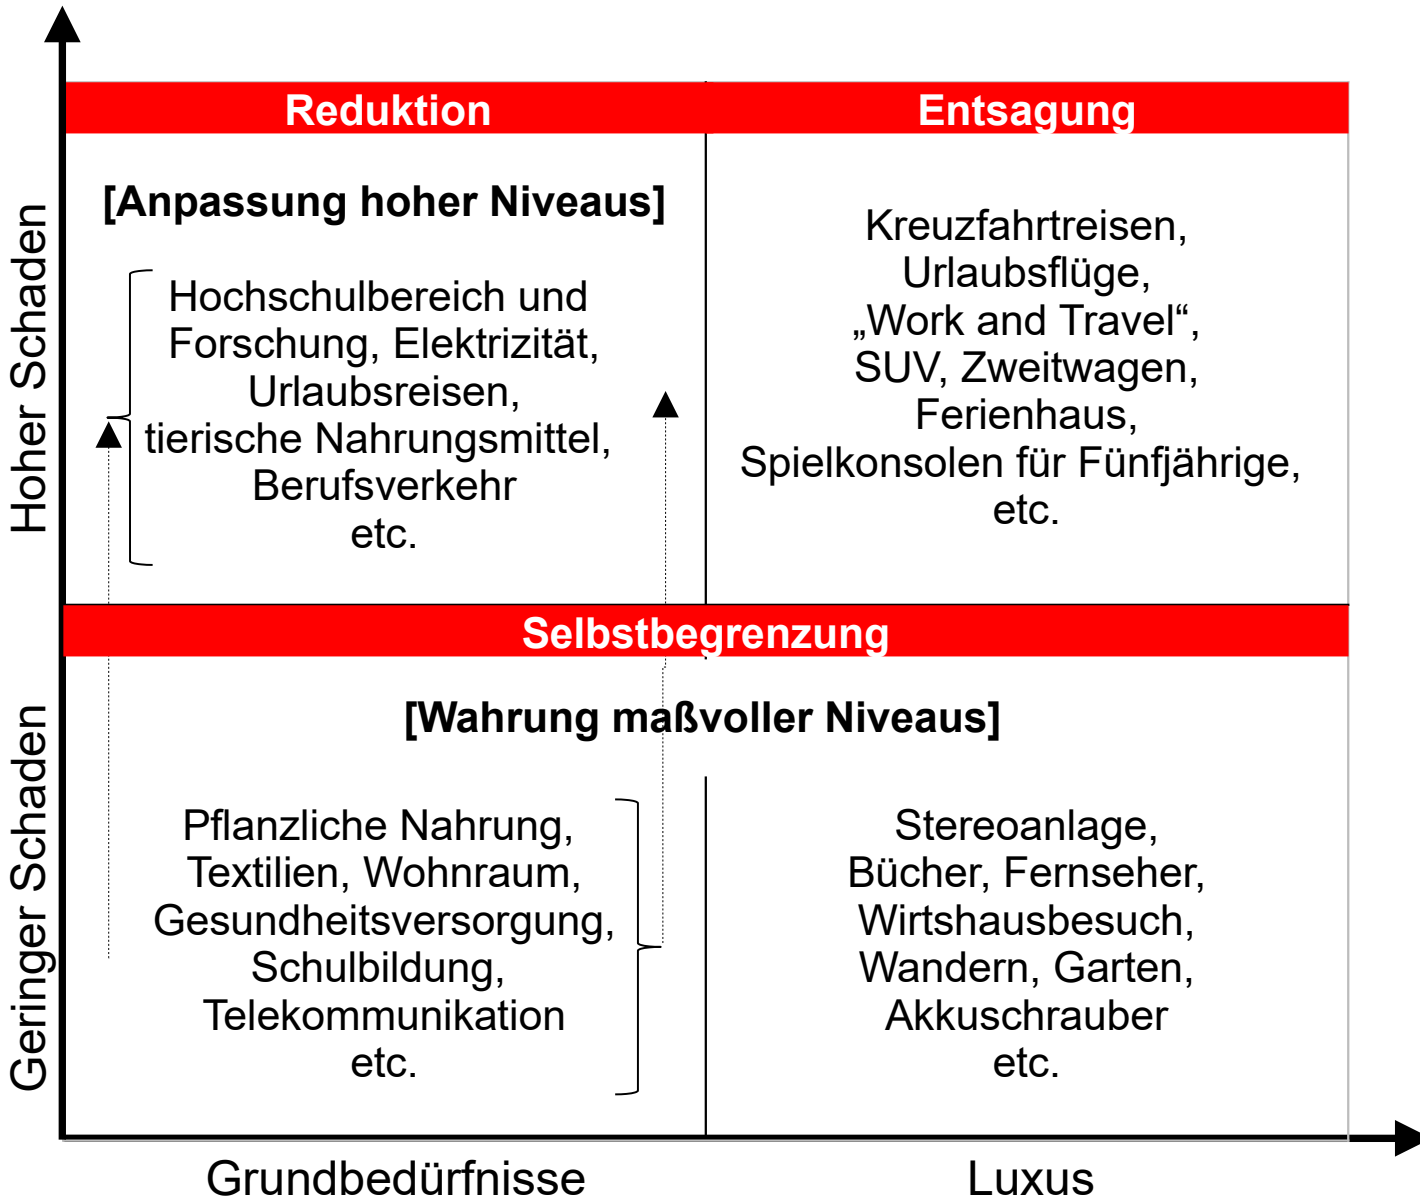 Reduktion
Entsagung
Hoher Schaden
[Anpassung hoher Niveaus]
Hochschulbereich und
Forschung, Elektrizität,
Urlaubsreisen,
tierische Nahrungsmittel,
Berufsverkehr
etc.
Kreuzfahrtreisen,
Urlaubsflüge,
„Work and Travel“,
SUV, Zweitwagen,
Ferienhaus,
Spielkonsolen für Fünfjährige,
etc.
Selbstbegrenzung
Geringer Schaden
[Wahrung maßvoller Niveaus]
Pflanzliche Nahrung,
Textilien, Wohnraum,
Gesundheitsversorgung,
Schulbildung,
Telekommunikation
etc.
Stereoanlage,
Bücher, Fernseher,
Wirtshausbesuch,
Wandern, Garten,
Akkuschrauber
etc.
Grundbedürfnisse
Luxus